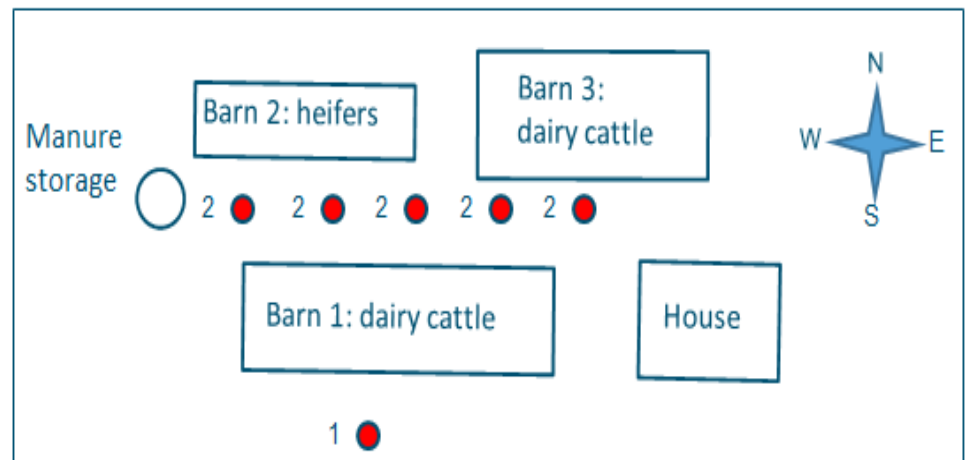 N
Barn 3:
dairy cattle
Barn 2: heifers
Manure
storage
W
E
S
2
2
2
2
2
Barn 1: dairy cattle
House
1